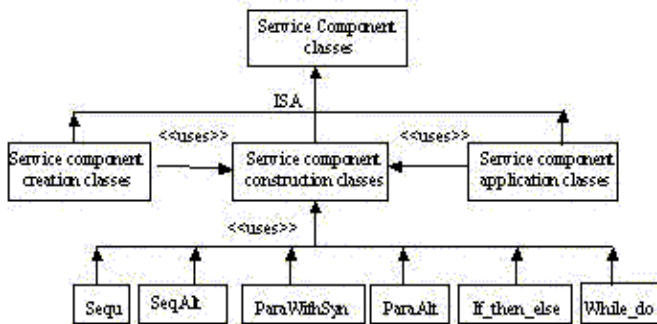 Service Component
classes
ISA
<<uses>>
<<uses>>
Service component
creation classes
Service component
construction classes
Service component
application classes
<<uses>>
Sequ
SeqAlt
ParaWithSyn
ParaAlt
If_then_else
While_do